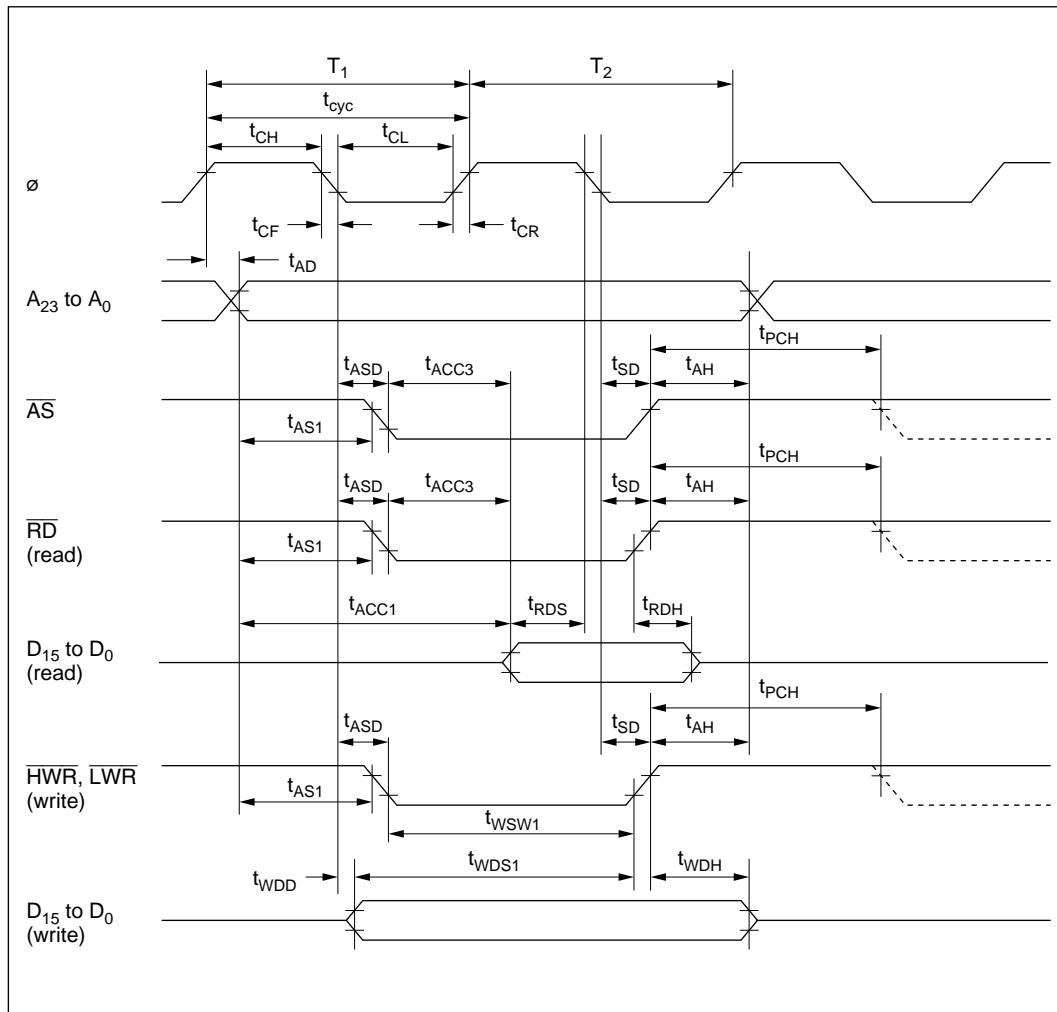 T1 T2
tcyc
tCH tCL
ø
tCF tCR
tAD
A23 to A0
tPCH
tASD tACC3 tSD tAH
AS
tAS1
tPCH
tASD tACC3 tSD tAH
RD
(read)
tAS1
tACC1 tRDS tRDH
D15 to D0
(read)
tPCH
tASD tSD tAH
HWR, LWR
(write)
tAS1
tWSW1
tWDD tWDS1 tWDH
D15 to D0
(write)